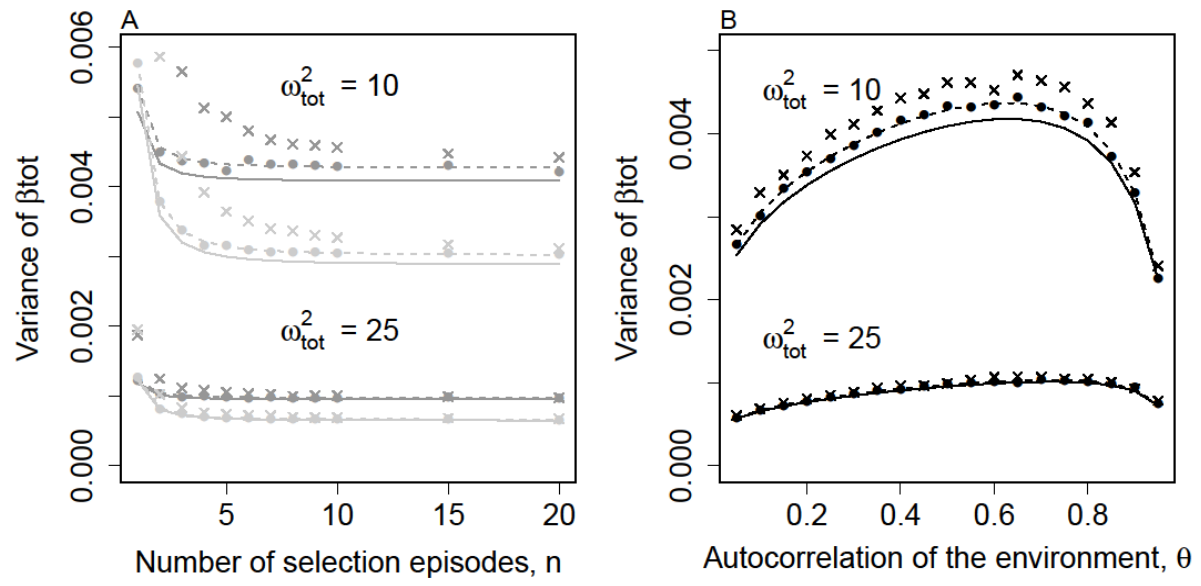 A
0.006
0.004
0.002
0.000
Variance of βtot
ω²tot = 10
ω²tot = 25
5 10 15 20
Number of selection episodes, n
B
0.004
0.002
0.000
Variance of βtot
ω²tot = 10
ω²tot = 25
0.2 0.4 0.6 0.8
Autocorrelation of the environment, θ